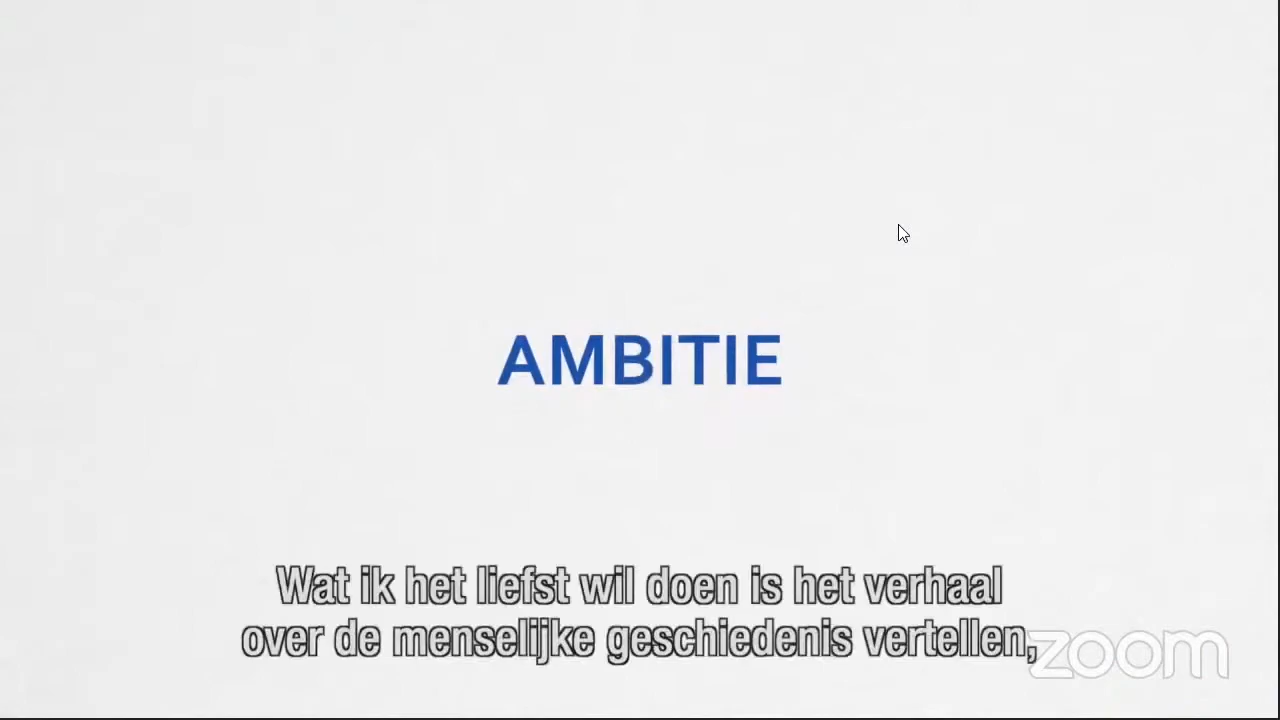 AMBITIE
Wat ik het liefst wil doen is het verhaal
over de menselijke geschiedenis vertellen,
zoom